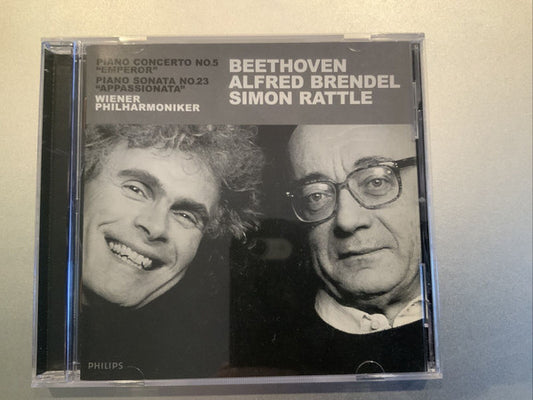 PIANO CONCERTO NO.5
"EMPEROR"
PIANO SONATA NO.23
"APPASSIONATA"
WIENER
PHILHARMONIKER
BEETHOVEN
ALFRED BRENDEL
SIMON RATTLE
PHILIPS